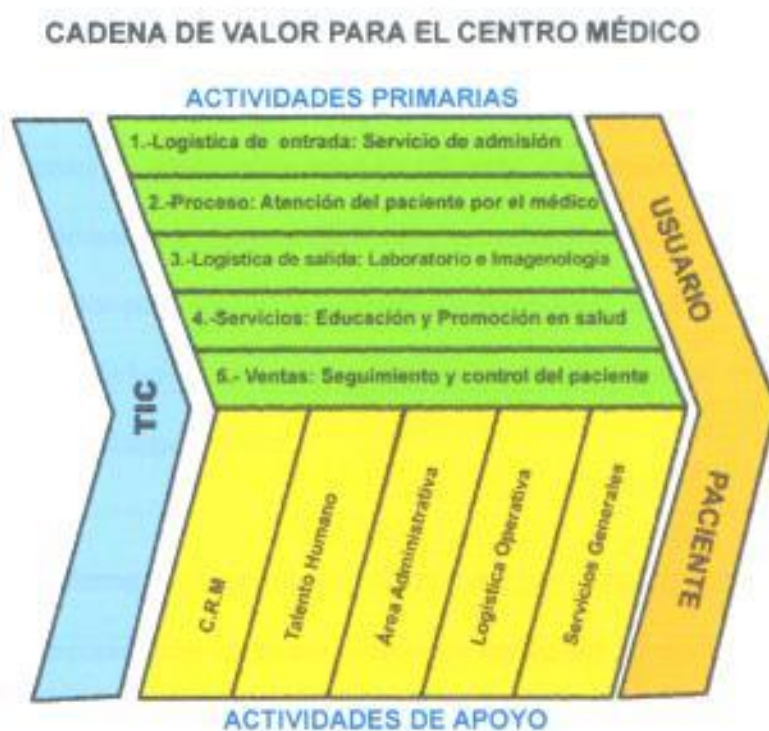 CADENA DE VALOR PARA EL CENTRO MÉDICO
ACTIVIDADES PRIMARIAS
1.-Logística de entrada: Servicio de admisión
2.-Proceso: Atención del paciente por el médico
3.-Logística de salida: Laboratorio e Imagenología
4.-Servicios: Educación y Promoción en salud
5.- Ventas: Seguimiento y control del paciente
TIC
C.R.M
Talento Humano
Área Administrativa
Logística Operativa
Servicios Generales
USUARIO
PACIENTE
ACTIVIDADES DE APOYO